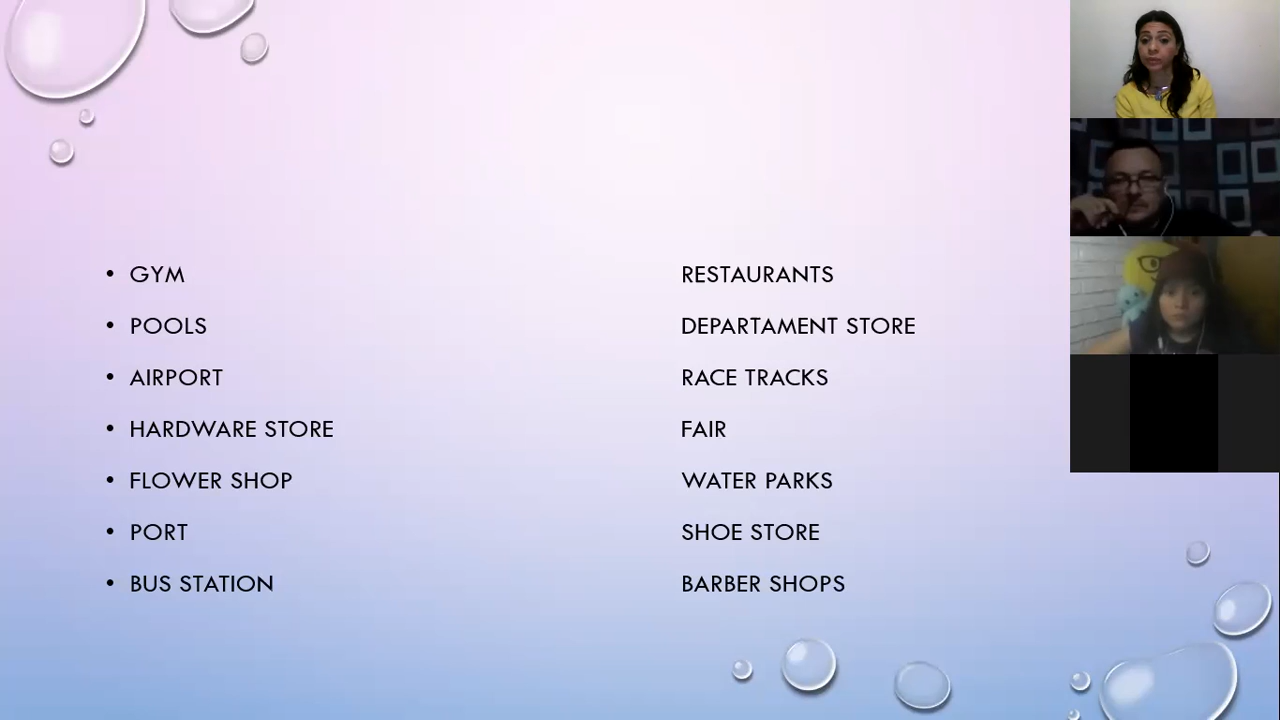 • GYM
• POOLS
• AIRPORT
• HARDWARE STORE
• FLOWER SHOP
• PORT
• BUS STATION
RESTAURANTS
DEPARTAMENT STORE
RACE TRACKS
FAIR
WATER PARKS
SHOE STORE
BARBER SHOPS